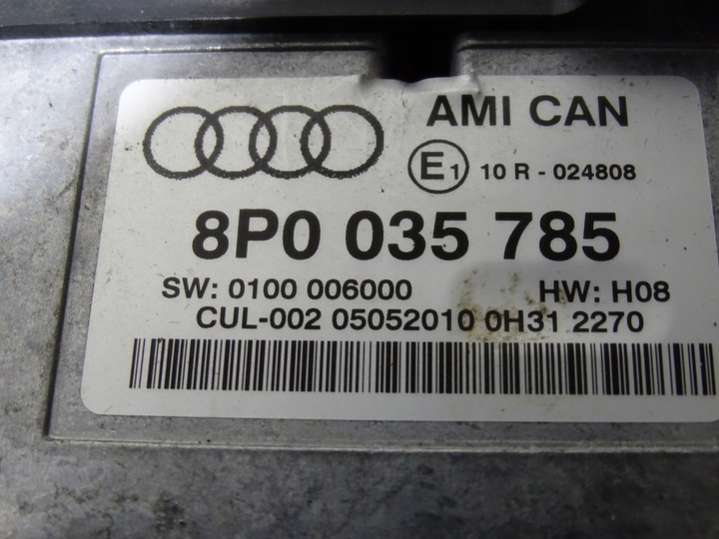 AMI CAN
E1 10 R - 024808
8P0 035 785
SW: 0100 006000 HW: H08
CUL-002 05052010 0H31 2270